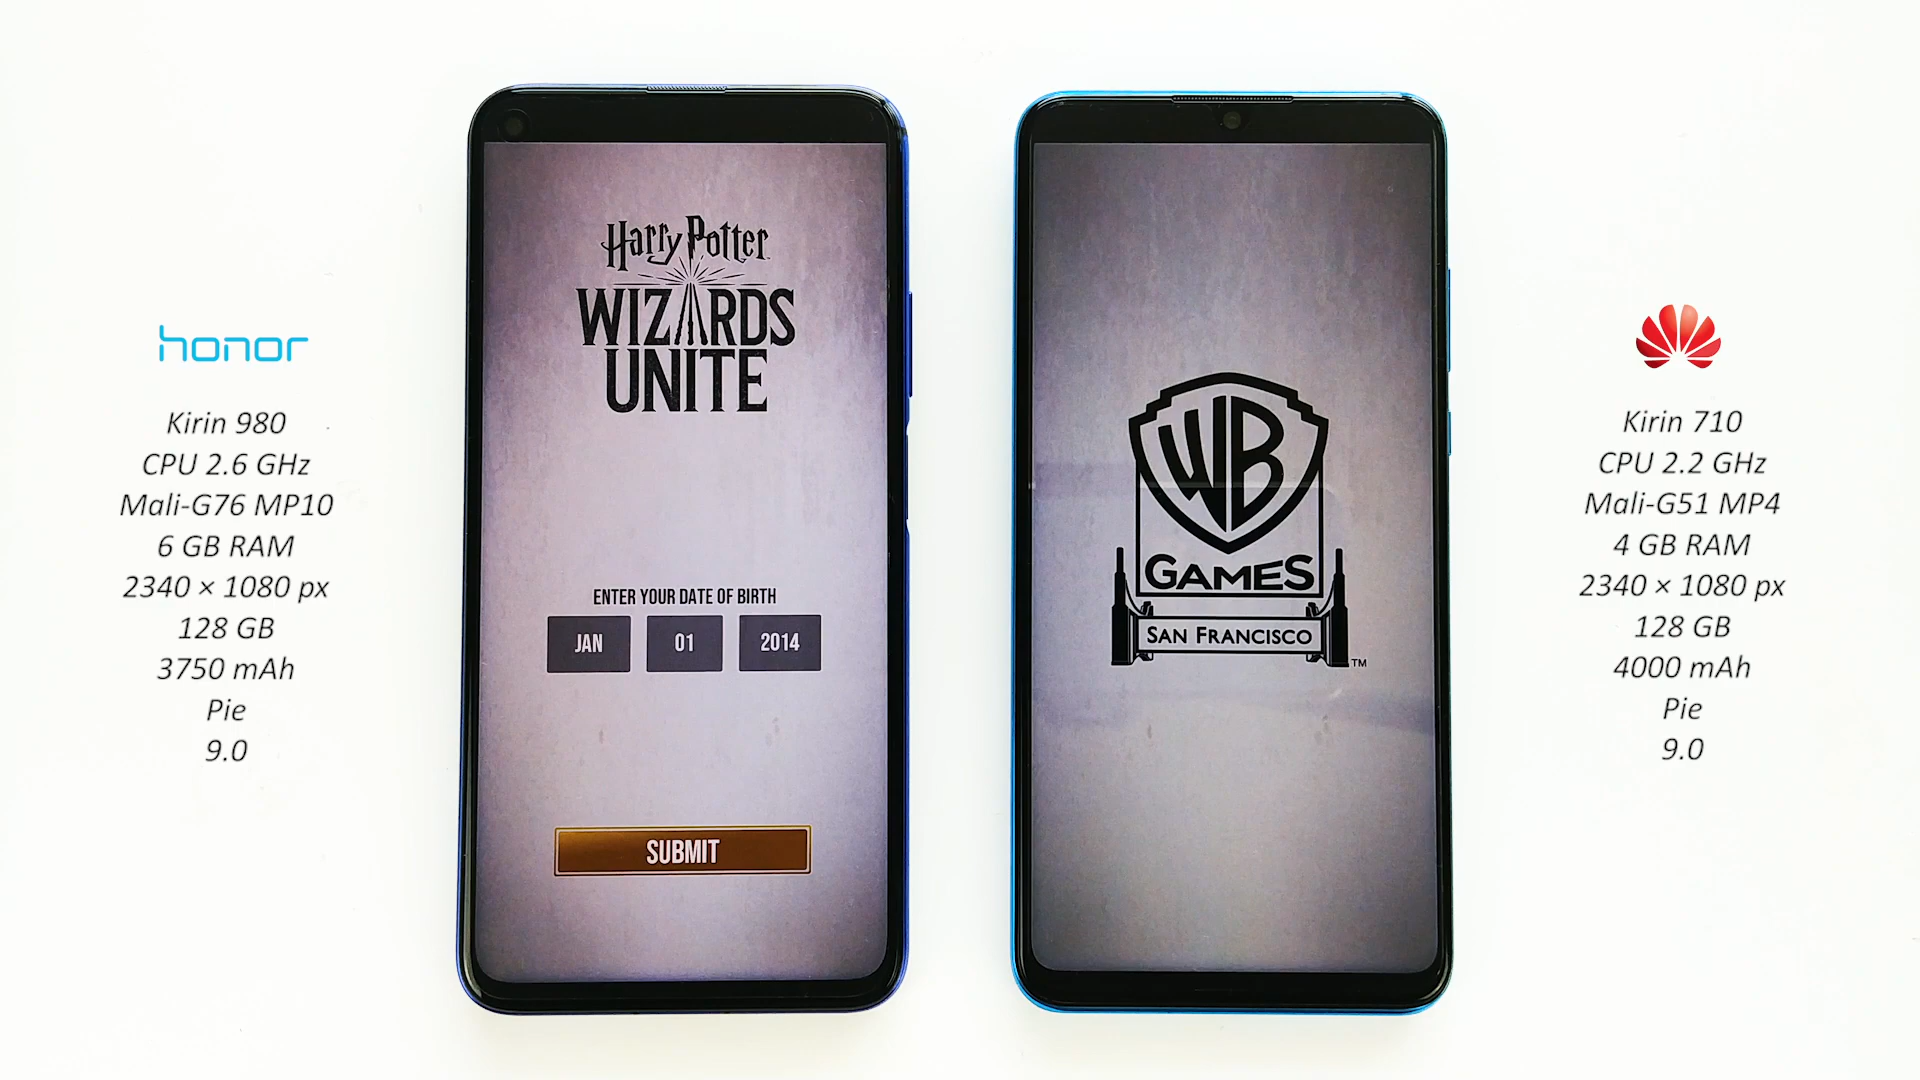 honor
Kirin 980
CPU 2.6 GHz
Mali-G76 MP10
6 GB RAM
2340 × 1080 px
128 GB
3750 mAh
Pie
9.0
Harry Potter
WIZARDS
UNITE
ENTER YOUR DATE OF BIRTH
JAN 01 2014
SUBMIT
WB
GAMES
SAN FRANCISCO
TM
Kirin 710
CPU 2.2 GHz
Mali-G51 MP4
4 GB RAM
2340 × 1080 px
128 GB
4000 mAh
Pie
9.0